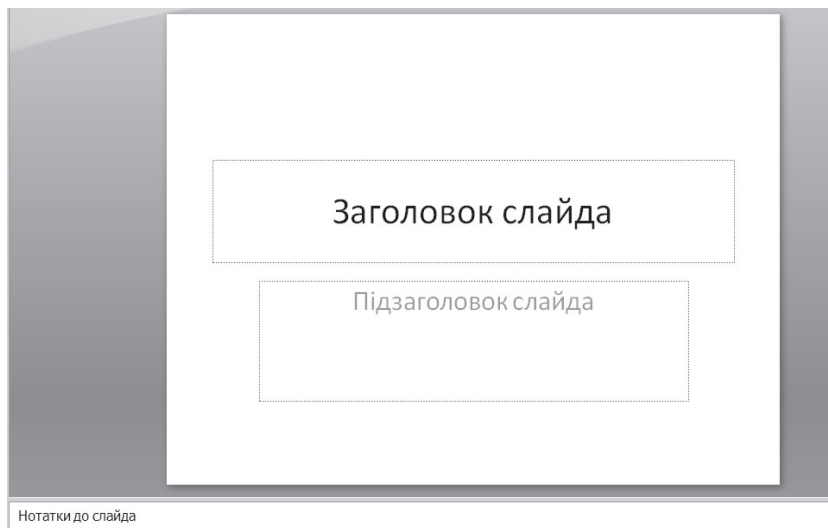 Заголовок слайда
Підзаголовок слайда
Нотатки до слайда